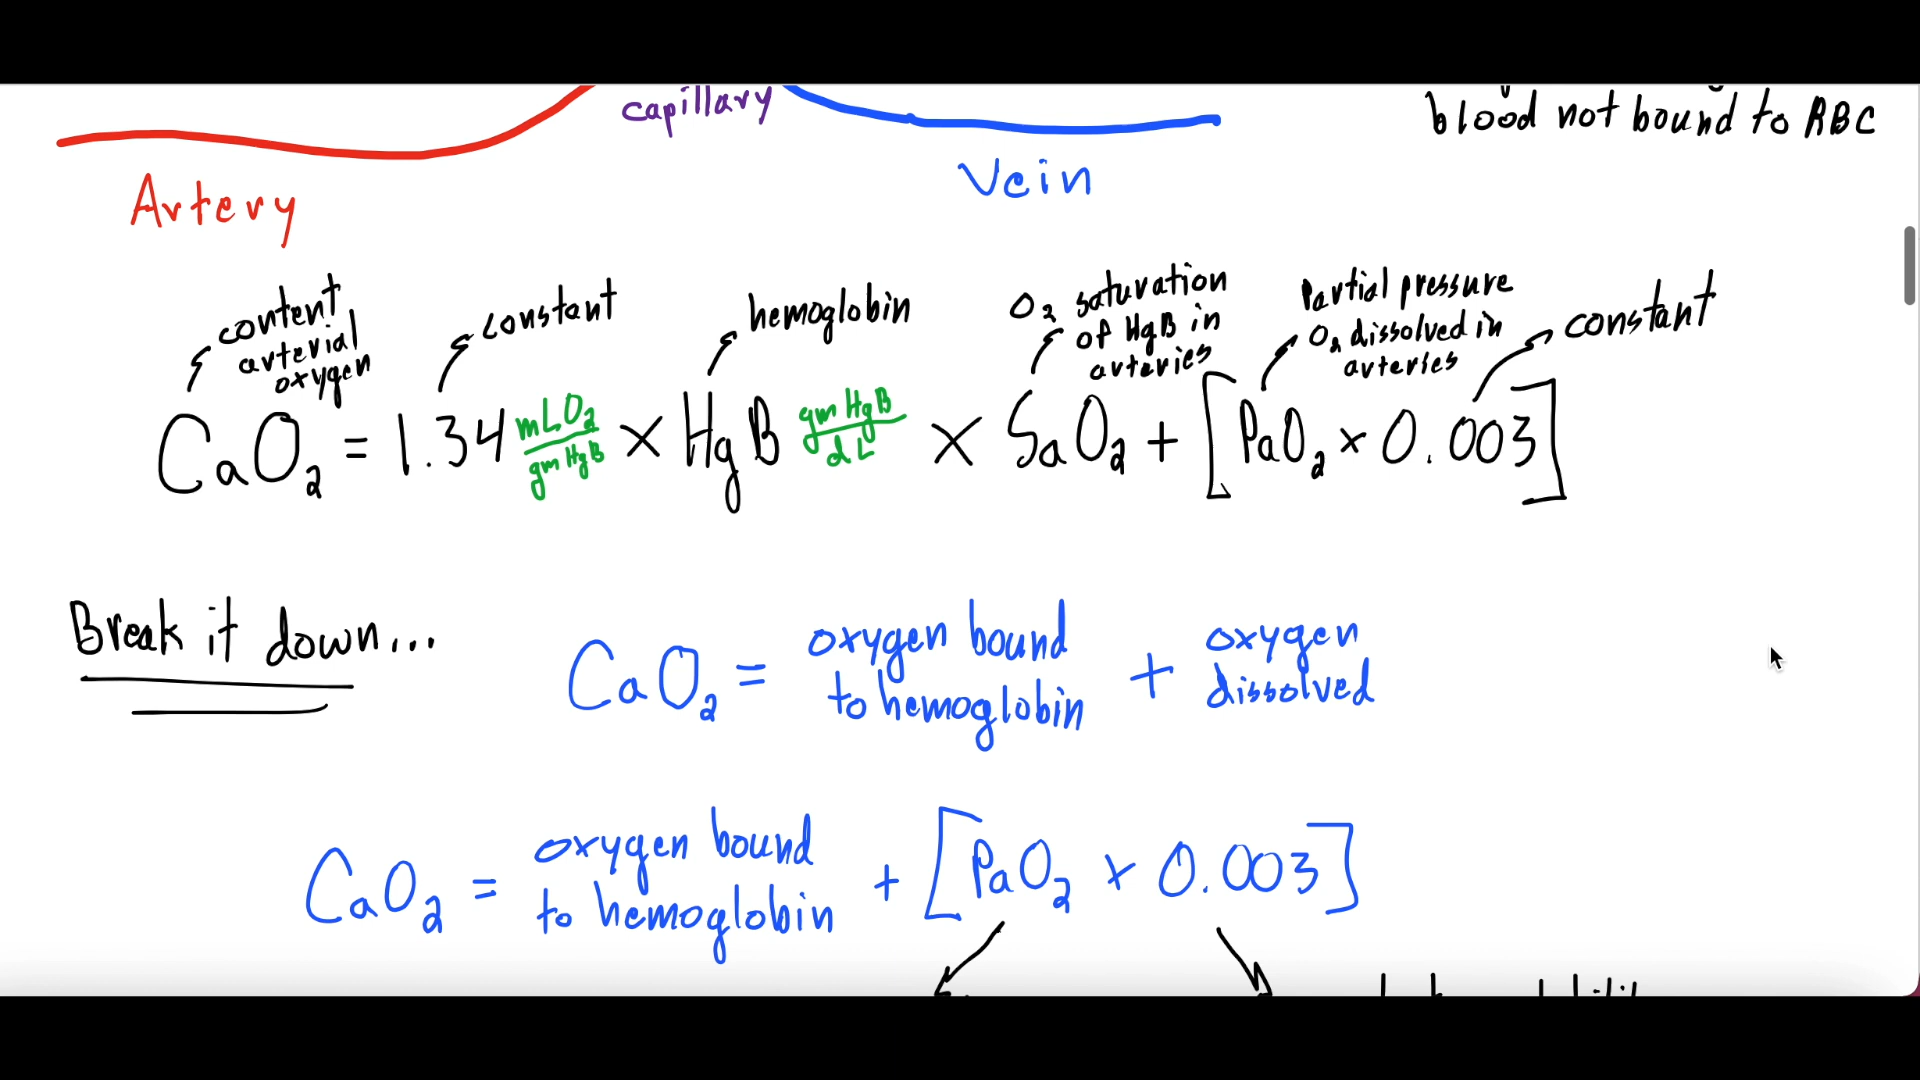 capillary
blood not bound to RBC
Vein
Artery
content
arterial
oxygen
constant
hemoglobin
O2 saturation
of HgB in
arteries
Partial pressure
O2 dissolved in
arteries
constant
CaO2 = 1.34 mLO2/gm HgB × HgB gm HgB/dL × SaO2 + [PaO2 × 0.003]
Break it down...
CaO2 = oxygen bound to hemoglobin + oxygen dissolved
CaO2 = oxygen bound to hemoglobin + [PaO2 × 0.003]